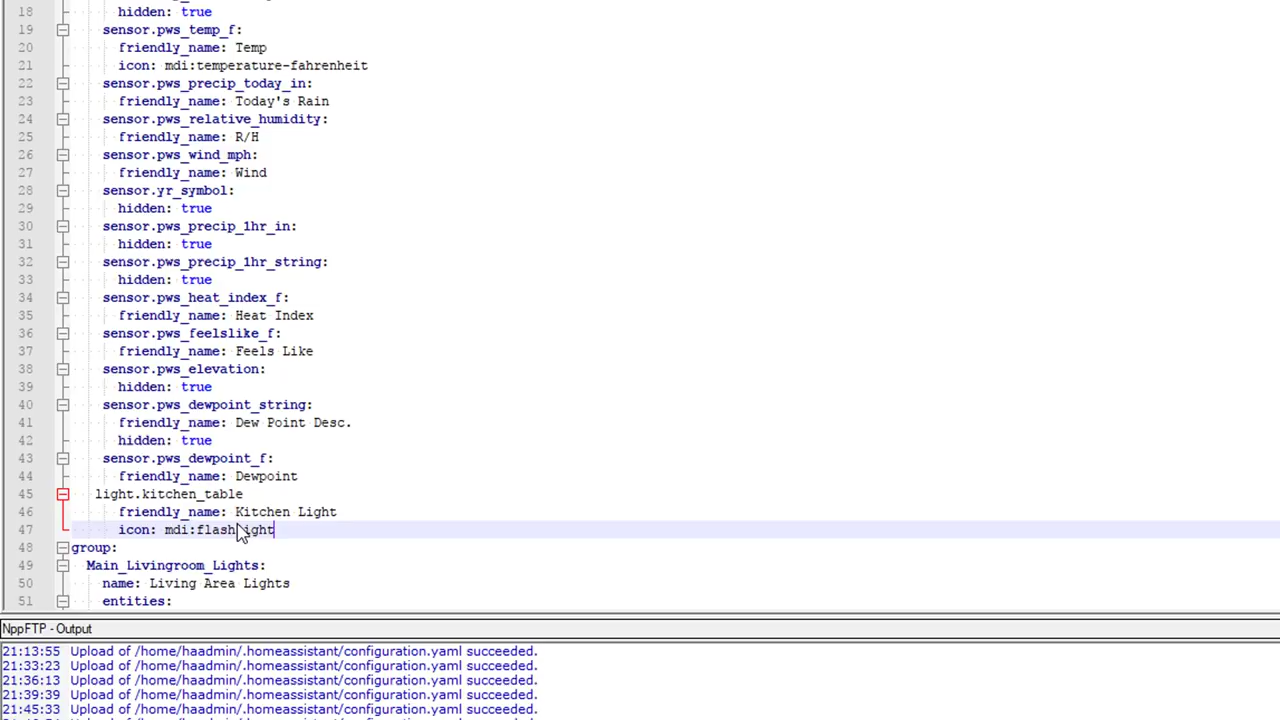 18 hidden: true
19 sensor.pws_temp_f:
20 friendly_name: Temp
21 icon: mdi:temperature-fahrenheit
22 sensor.pws_precip_today_in:
23 friendly_name: Today's Rain
24 sensor.pws_relative_humidity:
25 friendly_name: R/H
26 sensor.pws_wind_mph:
27 friendly_name: Wind
28 sensor.yr_symbol:
29 hidden: true
30 sensor.pws_precip_1hr_in:
31 hidden: true
32 sensor.pws_precip_1hr_string:
33 hidden: true
34 sensor.pws_heat_index_f:
35 friendly_name: Heat Index
36 sensor.pws_feelslike_f:
37 friendly_name: Feels Like
38 sensor.pws_elevation:
39 hidden: true
40 sensor.pws_dewpoint_string:
41 friendly_name: Dew Point Desc.
42 hidden: true
43 sensor.pws_dewpoint_f:
44 friendly_name: Dewpoint
45 light.kitchen_table
46 friendly_name: Kitchen Light
47 icon: mdi:flashlight
48 group:
49 Main_Livingroom_Lights:
50 name: Living Area Lights
51 entities:
NppFTP - Output
21:13:55 Upload of /home/haadmin/.homeassistant/configuration.yaml succeeded.
21:33:23 Upload of /home/haadmin/.homeassistant/configuration.yaml succeeded.
21:36:13 Upload of /home/haadmin/.homeassistant/configuration.yaml succeeded.
21:39:39 Upload of /home/haadmin/.homeassistant/configuration.yaml succeeded.
21:45:33 Upload of /home/haadmin/.homeassistant/configuration.yaml succeeded.